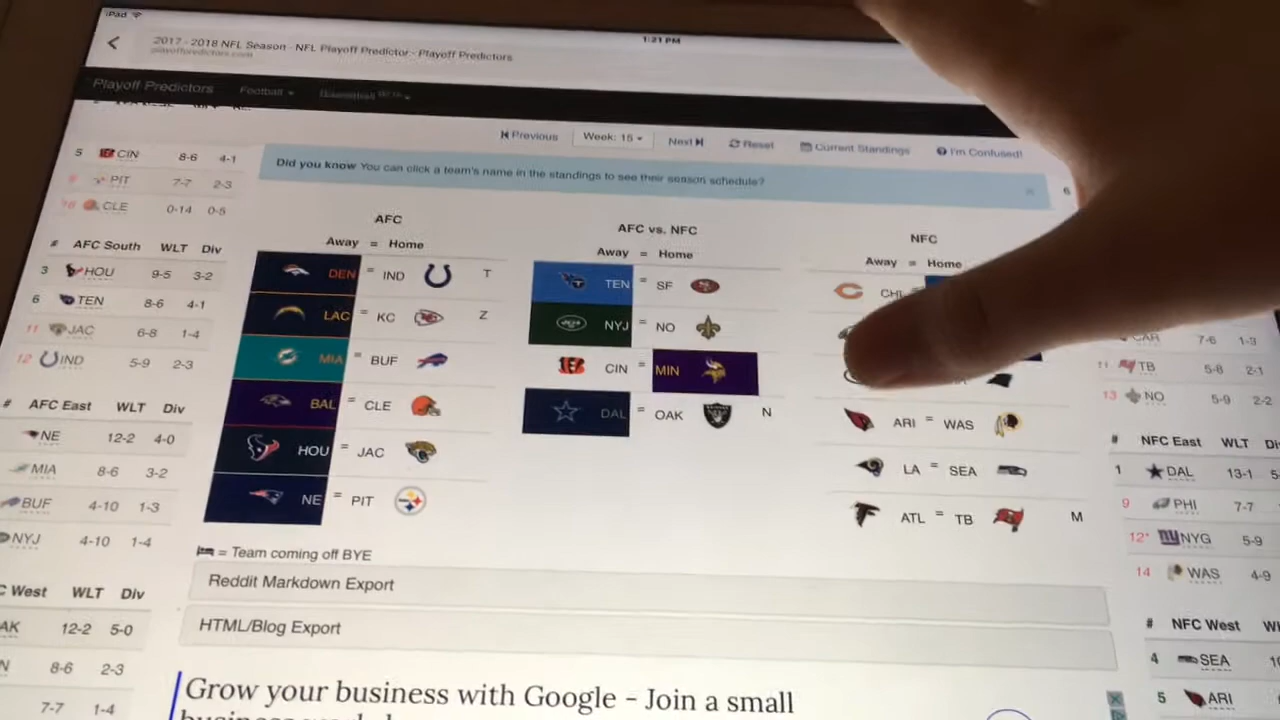 iPad
1:21 PM
2017 - 2018 NFL Season - NFL Playoff Predictor - Playoff Predictors
playoffpredictors.com
Playoff Predictors Football Basketball BETA
Previous Week: 15 Next Reset Current Standings I'm Confused!
Did you know You can click a team's name in the standings to see their season schedule?
5 CIN 8-6 4-1
PIT 7-7 2-3
16 CLE 0-14 0-5
# AFC South WLT Div
3 HOU 9-5 3-2
6 TEN 8-6 4-1
11 JAC 6-8 1-4
12 IND 5-9 2-3
# AFC East WLT Div
NE 12-2 4-0
MIA 8-6 3-2
BUF 4-10 1-3
NYJ 4-10 1-4
C West WLT Div
AK 12-2 5-0
N 8-6 2-3
7-7 1-4
AFC
Away = Home
DEN = IND T
LAC = KC Z
MIA = BUF
BAL = CLE
HOU = JAC
NE = PIT
AFC vs. NFC
Away = Home
TEN = SF
NYJ = NO
CIN = MIN
DAL = OAK N
NFC
Away = Home
CHI
ARI = WAS
LA = SEA
ATL = TB M
= Team coming off BYE
Reddit Markdown Export
HTML/Blog Export
Grow your business with Google - Join a small
6
CAR 7-6 1-3
11 TB 5-8 2-1
13 NO 5-9 2-2
# NFC East WLT Di
1 DAL 13-1 5-
9 PHI 7-7
12* NYG 5-9
14 WAS 4-9
# NFC West
4 SEA
5 ARI